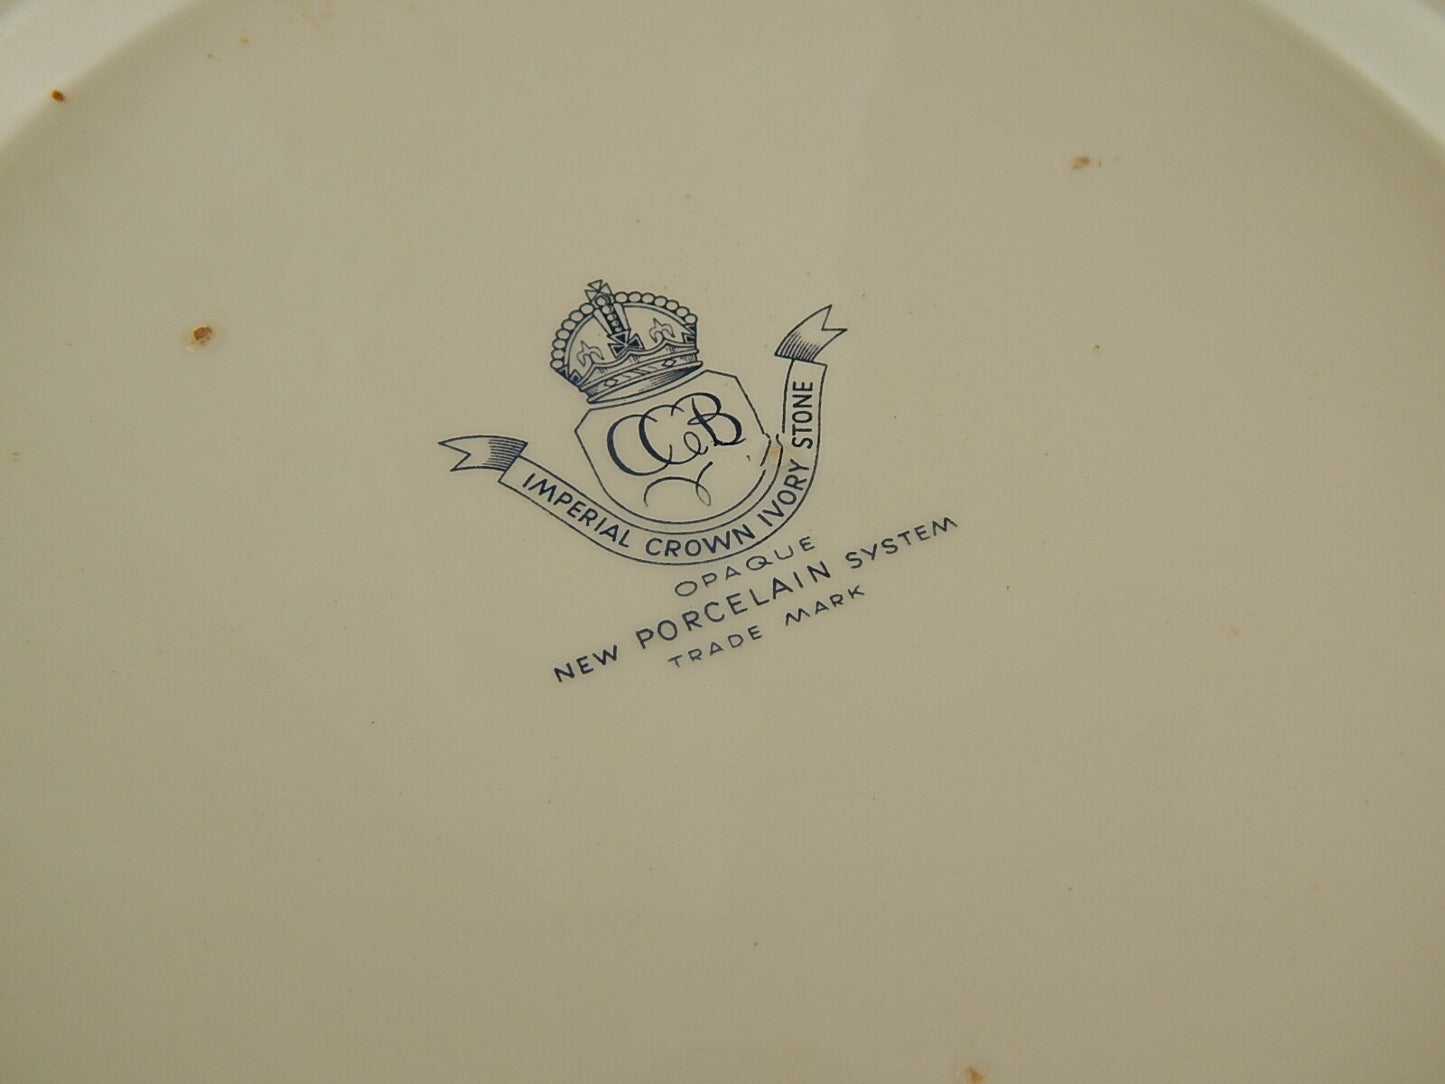 CCB
IMPERIAL CROWN IVORY STONE
OPAQUE
NEW PORCELAIN SYSTEM
TRADE MARK